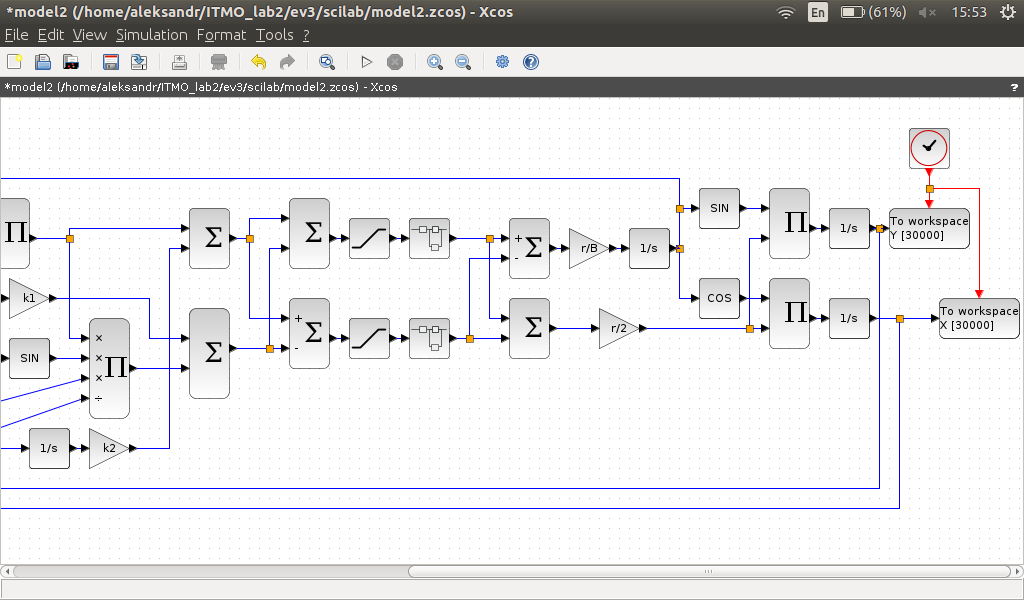 *model2 (/home/aleksandr/ITMO_lab2/ev3/scilab/model2.zcos) - Xcos
En
(61%)
15:53
File Edit View Simulation Format Tools ?
*model2 (/home/aleksandr/ITMO_lab2/ev3/scilab/model2.zcos) - Xcos
?
SIN
Π
Π
Σ
Σ
+
-
Σ
r/B
1/s
1/s
To workspace
Y [30000]
k1
COS
Π
To workspace
X [30000]
SIN
×
×
×
÷
Π
Σ
+
-
Σ
Σ
r/2
1/s
1/s
k2